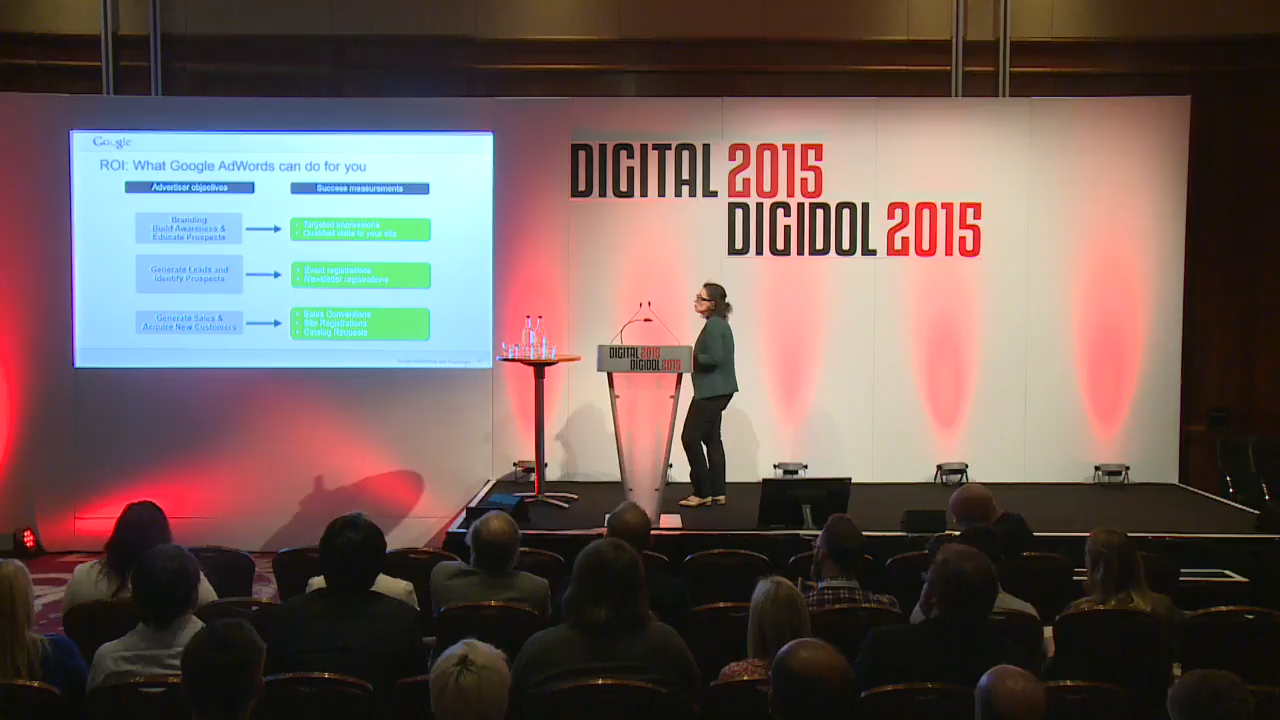 Google
ROI: What Google AdWords can do for you
Advertiser objectives
Success measurements
Branding
Build Awareness &
Educate Prospects
• Targeted impressions
• Qualified visits to your site
Generate Leads and
Identify Prospects
• Event registrations
• Newsletter registrations
Generate Sales &
Acquire New Customers
• Sales Conversions
• Site Registrations
• Catalog Requests
DIGITAL 2015
DIGIDOL 2015
DIGITAL 2015
DIGIDOL 2015